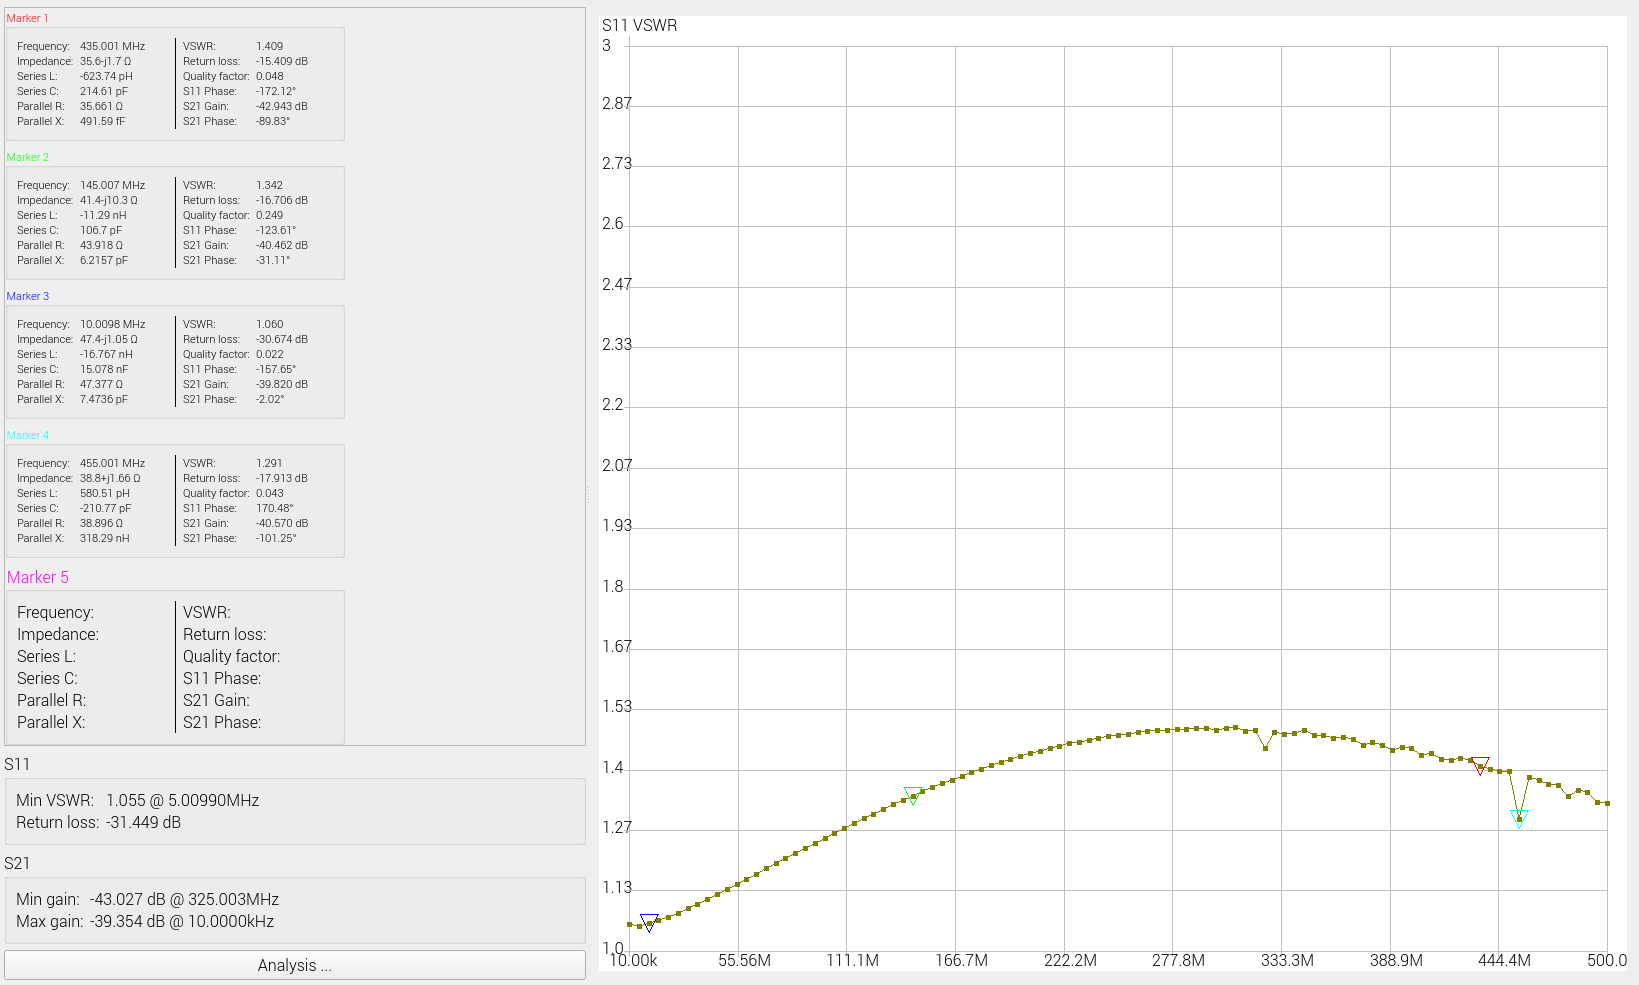 Marker 1
Frequency: 435.001 MHz VSWR: 1.409
Impedance: 35.6-j1.7 Ω Return loss: -15.409 dB
Series L: -623.74 pH Quality factor: 0.048
Series C: 214.61 pF S11 Phase: -172.12°
Parallel R: 35.661 Ω S21 Gain: -42.943 dB
Parallel X: 491.59 fF S21 Phase: -89.83°
Marker 2
Frequency: 145.007 MHz VSWR: 1.342
Impedance: 41.4-j10.3 Ω Return loss: -16.706 dB
Series L: -11.29 nH Quality factor: 0.249
Series C: 106.7 pF S11 Phase: -123.61°
Parallel R: 43.918 Ω S21 Gain: -40.462 dB
Parallel X: 6.2157 pF S21 Phase: -31.11°
Marker 3
Frequency: 10.0098 MHz VSWR: 1.060
Impedance: 47.4-j1.05 Ω Return loss: -30.674 dB
Series L: -16.767 nH Quality factor: 0.022
Series C: 15.078 nF S11 Phase: -157.65°
Parallel R: 47.377 Ω S21 Gain: -39.820 dB
Parallel X: 7.4736 pF S21 Phase: -2.02°
Marker 4
Frequency: 455.001 MHz VSWR: 1.291
Impedance: 38.8+j1.66 Ω Return loss: -17.913 dB
Series L: 580.51 pH Quality factor: 0.043
Series C: -210.77 pF S11 Phase: 170.48°
Parallel R: 38.896 Ω S21 Gain: -40.570 dB
Parallel X: 318.29 nH S21 Phase: -101.25°
Marker 5
Frequency: VSWR:
Impedance: Return loss:
Series L: Quality factor:
Series C: S11 Phase:
Parallel R: S21 Gain:
Parallel X: S21 Phase:
S11
Min VSWR: 1.055 @ 5.00990MHz
Return loss: -31.449 dB
S21
Min gain: -43.027 dB @ 325.003MHz
Max gain: -39.354 dB @ 10.0000kHz
Analysis ...
S11 VSWR
3
2.87
2.73
2.6
2.47
2.33
2.2
2.07
1.93
1.8
1.67
1.53
1.4
1.27
1.13
1.0
10.00k 55.56M 111.1M 166.7M 222.2M 277.8M 333.3M 388.9M 444.4M 500.0